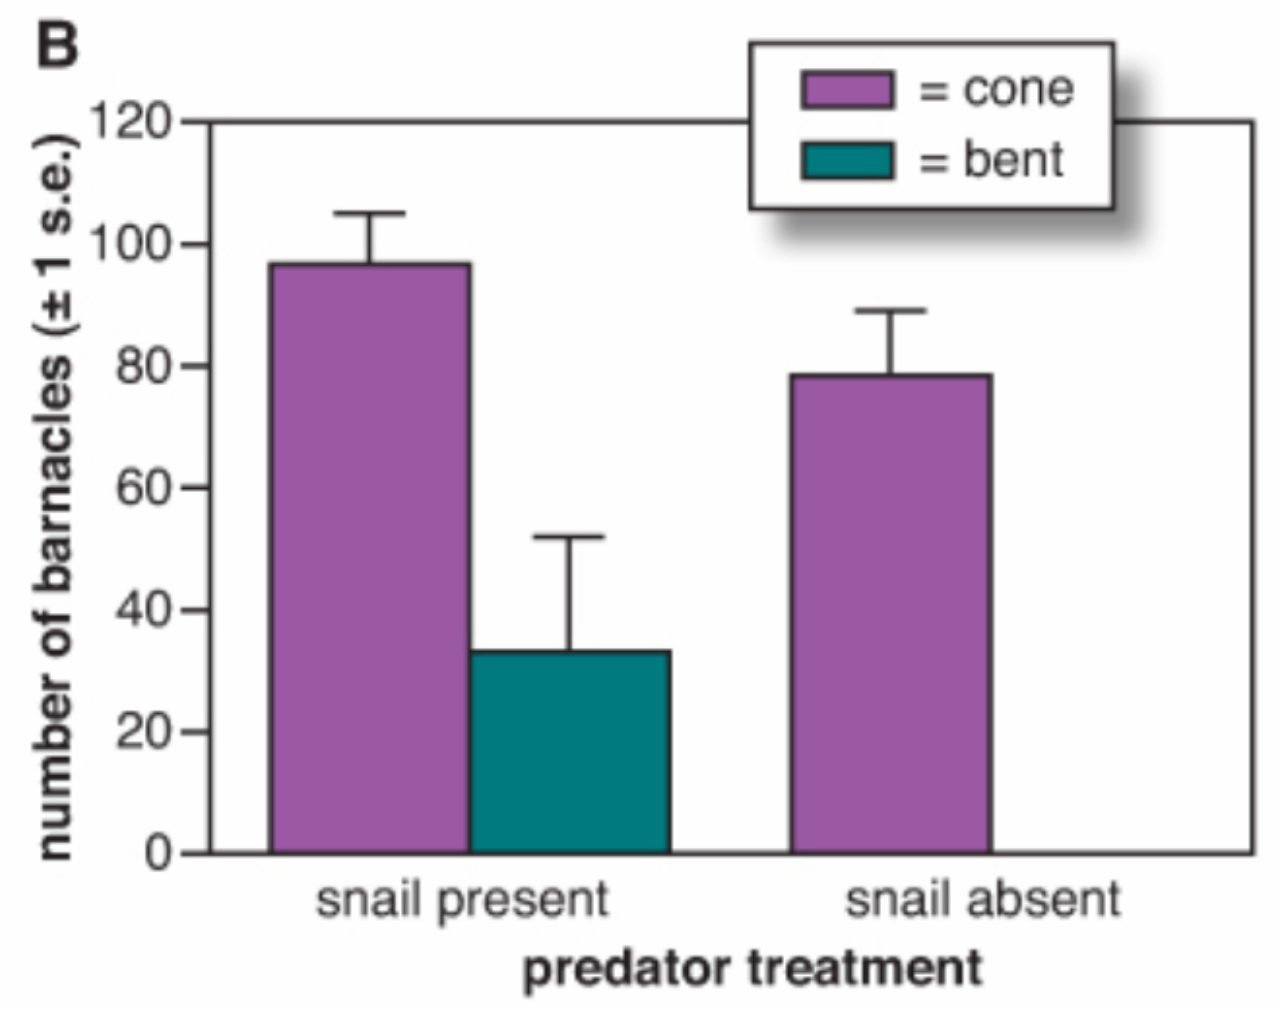 B
= cone
= bent
number of barnacles (± 1 s.e.)
120
100
80
60
40
20
0
snail present
snail absent
predator treatment